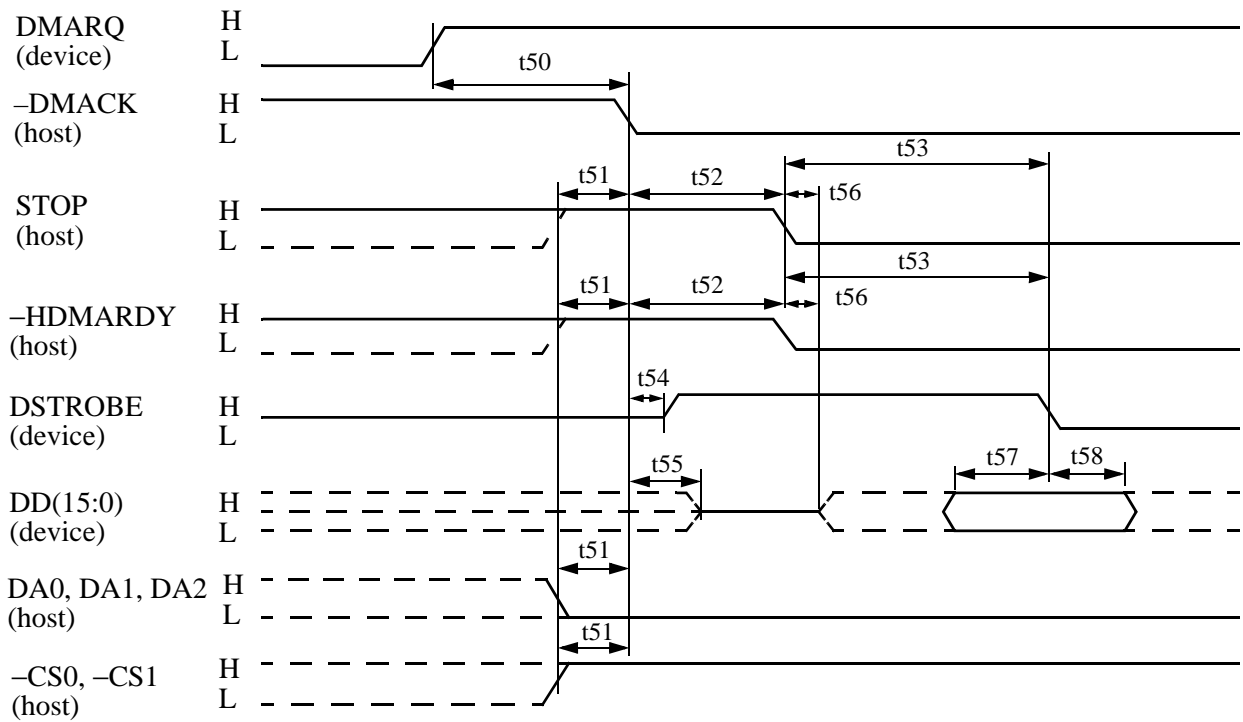 DMARQ H
(device) L
t50
–DMACK H
(host) L
t53
t51 t52 t56
STOP H
(host) L
t53
t51 t52 t56
–HDMARDY H
(host) L
t54
DSTROBE H
(device) L
t55 t57 t58
DD(15:0) H
(device) L
t51
DA0, DA1, DA2 H
(host) L
t51
–CS0, –CS1 H
(host) L